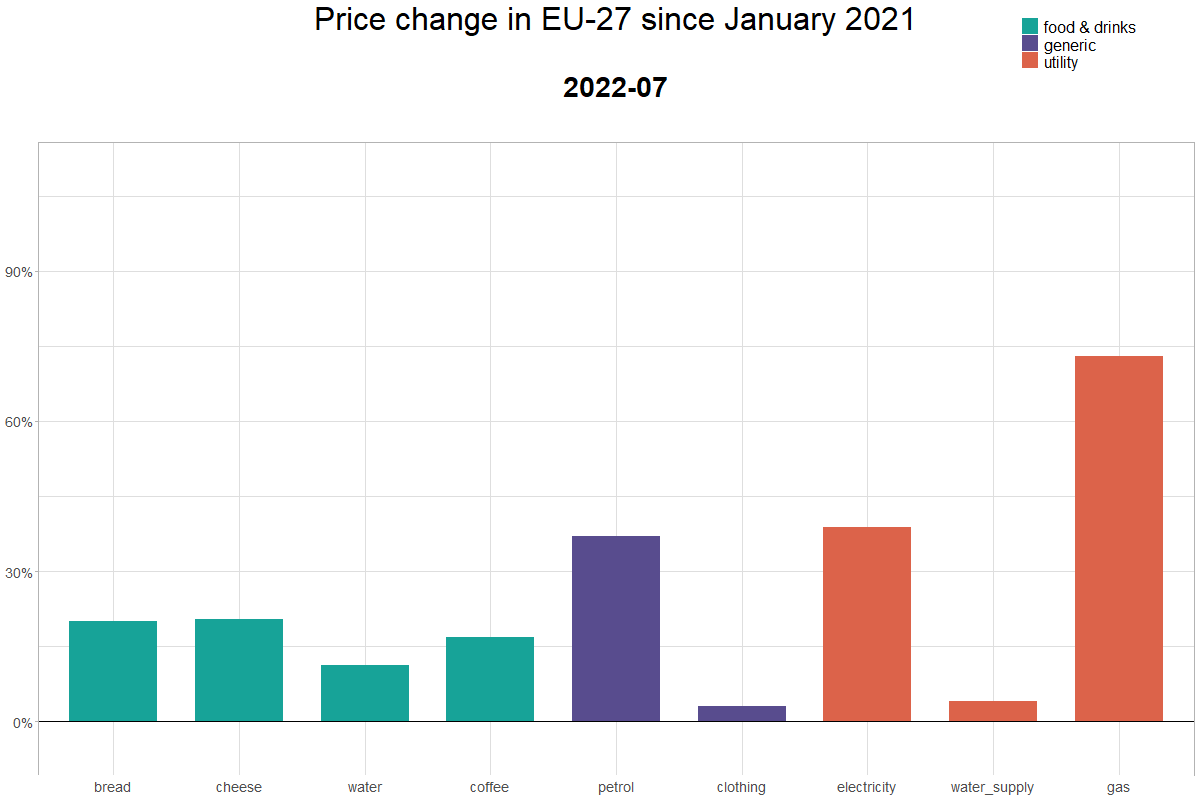 Price change in EU-27 since January 2021
food & drinks
generic
utility
2022-07
90%
60%
30%
0%
bread cheese water coffee petrol clothing electricity water_supply gas